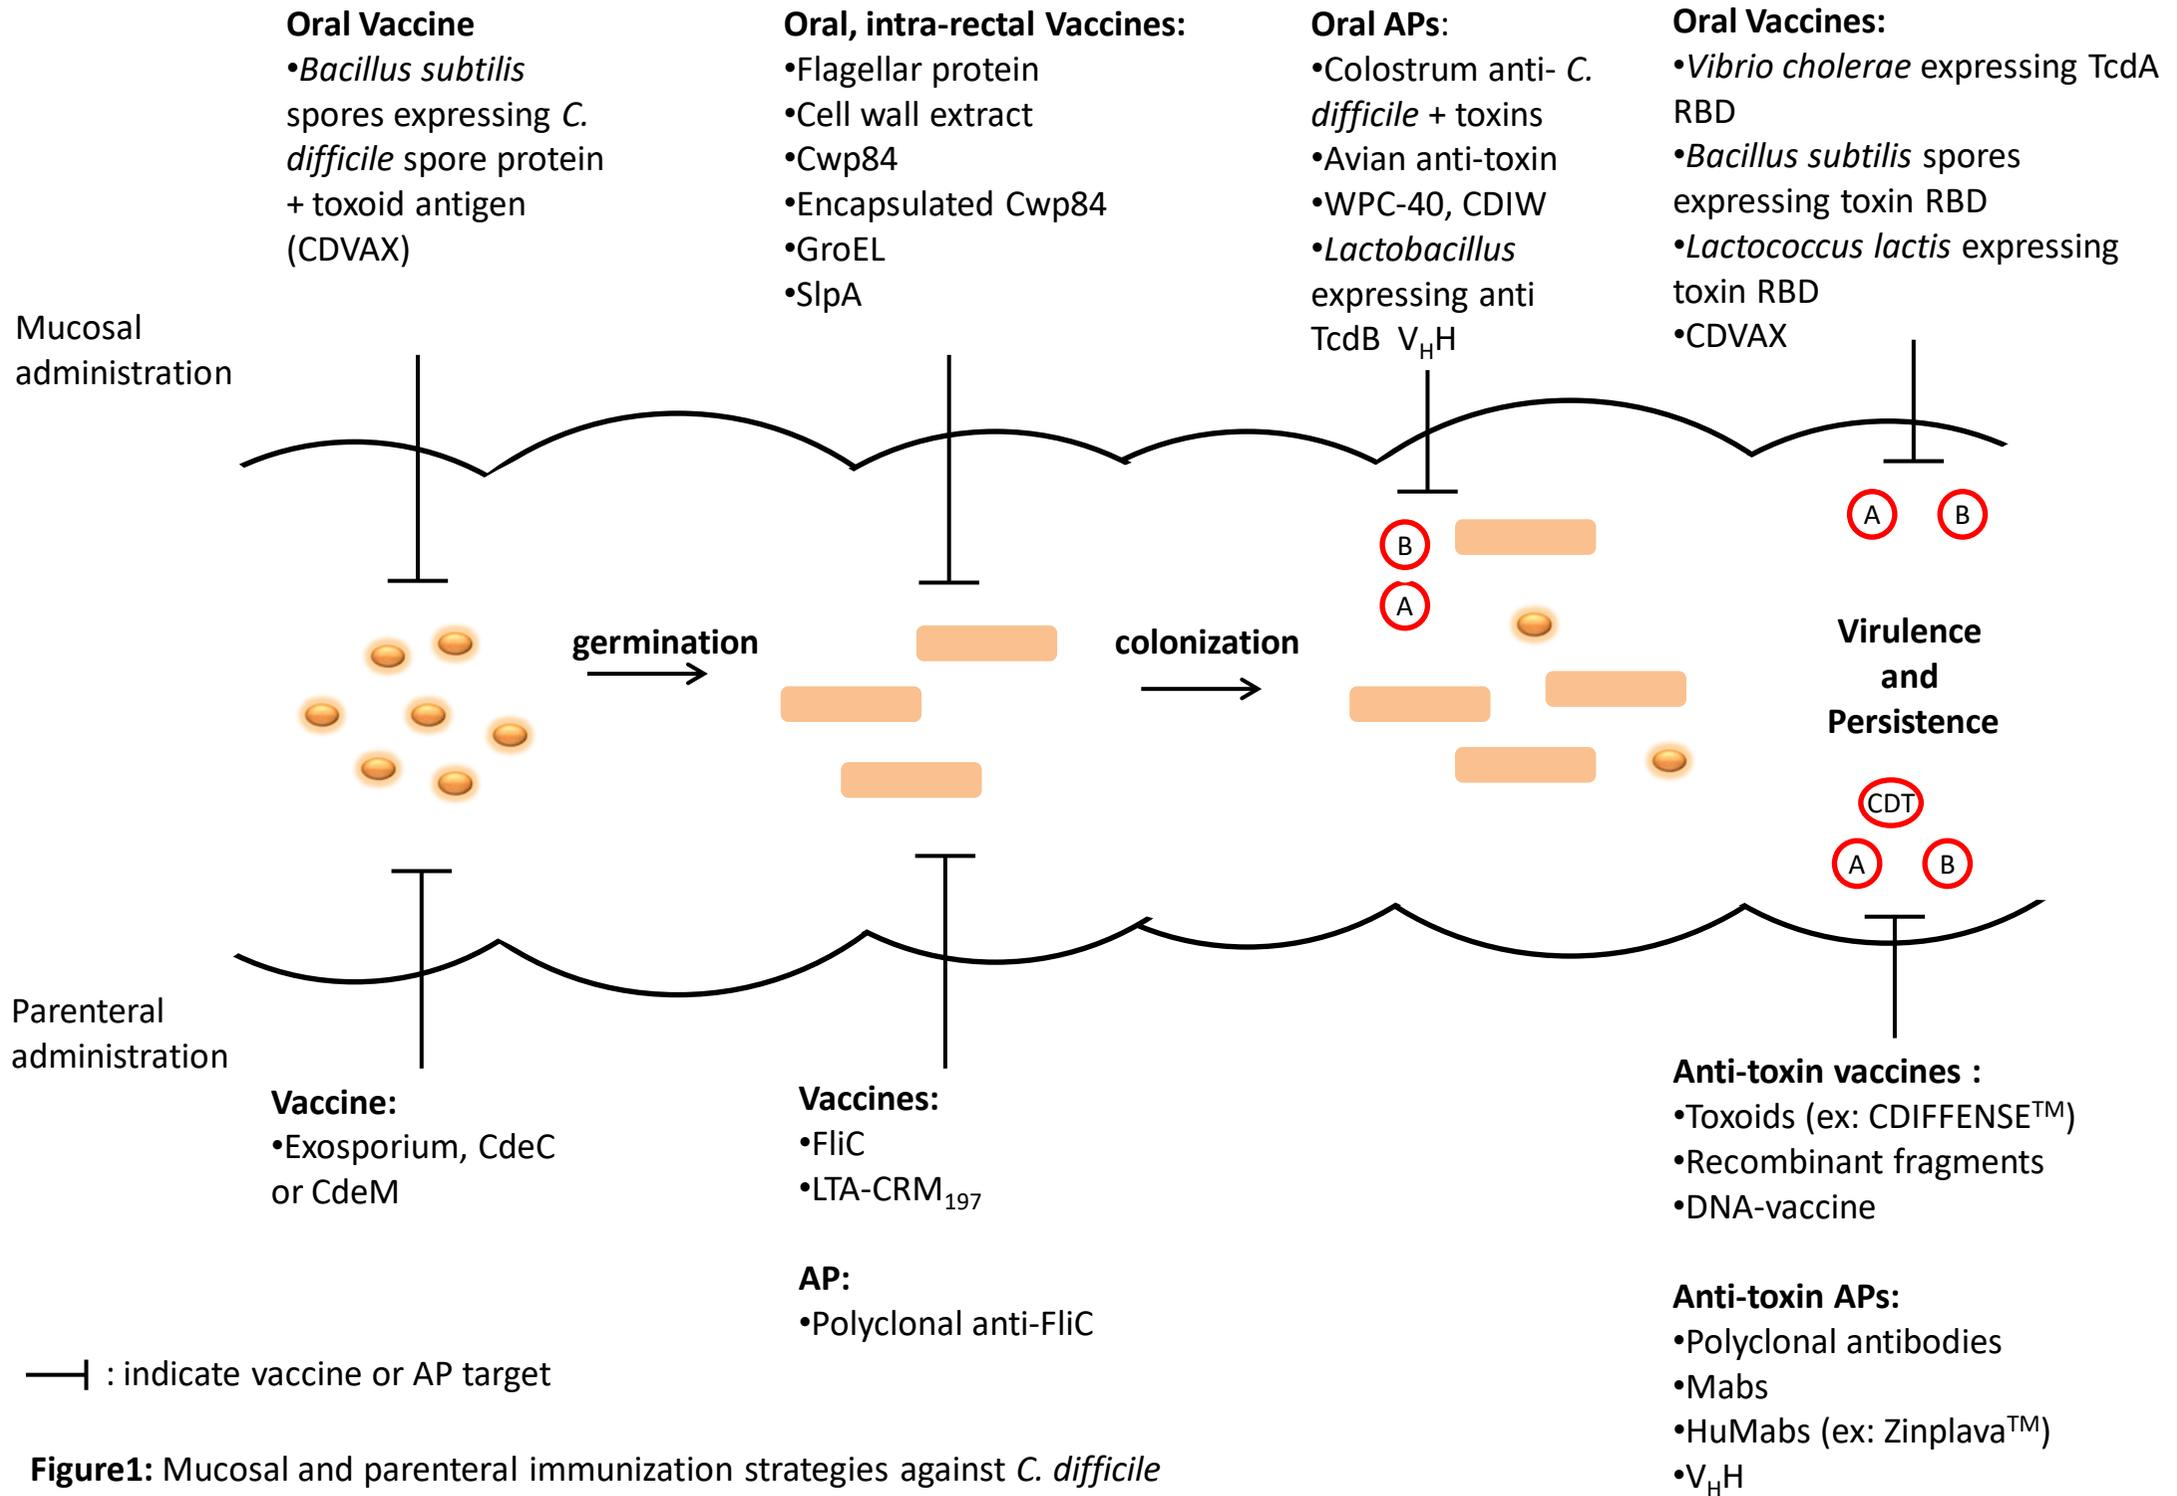 Oral Vaccine
•Bacillus subtilis
spores expressing C.
difficile spore protein
+ toxoid antigen
(CDVAX)
Oral, intra-rectal Vaccines:
•Flagellar protein
•Cell wall extract
•Cwp84
•Encapsulated Cwp84
•GroEL
•SlpA
Oral APs:
•Colostrum anti- C.
difficile + toxins
•Avian anti-toxin
•WPC-40, CDIW
•Lactobacillus
expressing anti
TcdB VHH
Oral Vaccines:
•Vibrio cholerae expressing TcdA
RBD
•Bacillus subtilis spores
expressing toxin RBD
•Lactococcus lactis expressing
toxin RBD
•CDVAX
Mucosal
administration
A B
B
A
germination
colonization
Virulence
and
Persistence
CDT
A B
Parenteral
administration
Vaccine:
•Exosporium, CdeC
or CdeM
Vaccines:
•FliC
•LTA-CRM197
AP:
•Polyclonal anti-FliC
Anti-toxin vaccines :
•Toxoids (ex: CDIFFENSE™)
•Recombinant fragments
•DNA-vaccine
Anti-toxin APs:
•Polyclonal antibodies
•Mabs
•HuMabs (ex: Zinplava™)
•VHH
: indicate vaccine or AP target
Figure1: Mucosal and parenteral immunization strategies against C. difficile